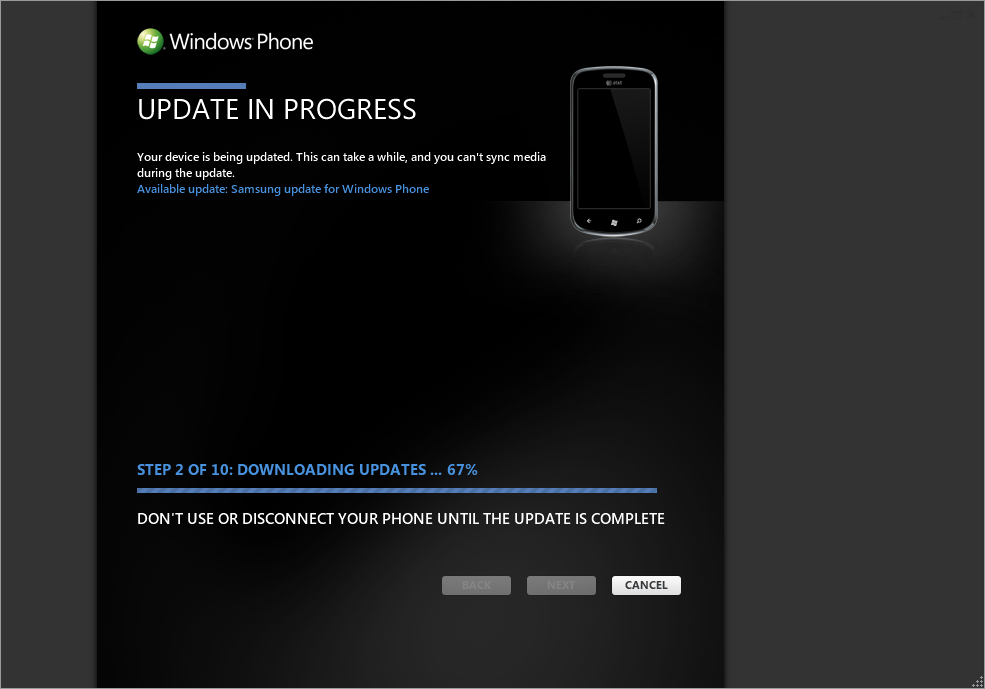 Windows Phone
at&t
UPDATE IN PROGRESS
Your device is being updated. This can take a while, and you can't sync media
during the update.
Available update: Samsung update for Windows Phone
STEP 2 OF 10: DOWNLOADING UPDATES ... 67%
DON'T USE OR DISCONNECT YOUR PHONE UNTIL THE UPDATE IS COMPLETE
BACK
NEXT
CANCEL